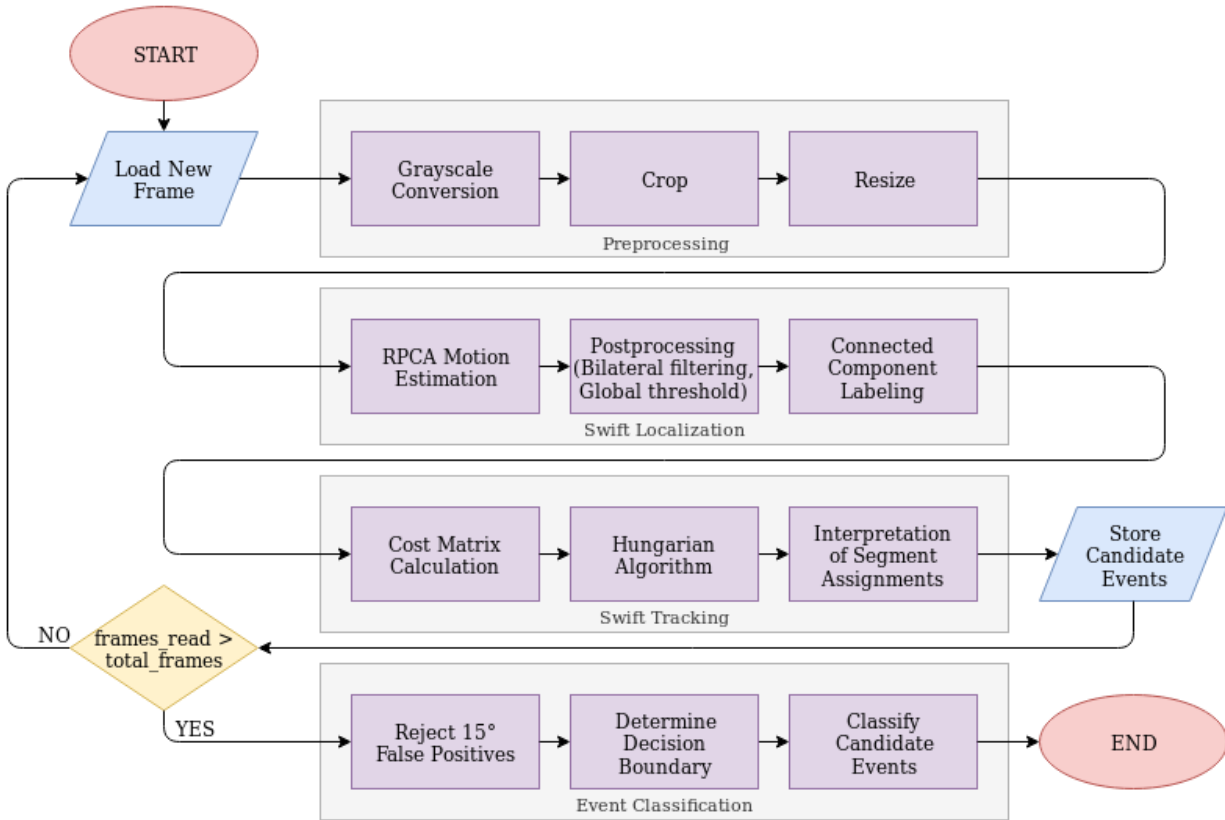 START
Load New
Frame
Grayscale
Conversion
Crop
Resize
Preprocessing
RPCA Motion
Estimation
Postprocessing
(Bilateral filtering,
Global threshold)
Connected
Component
Labeling
Swift Localization
Cost Matrix
Calculation
Hungarian
Algorithm
Interpretation
of Segment
Assignments
Swift Tracking
Store
Candidate
Events
NO
frames_read >
total_frames
YES
Reject 15°
False Positives
Determine
Decision
Boundary
Classify
Candidate
Events
Event Classification
END